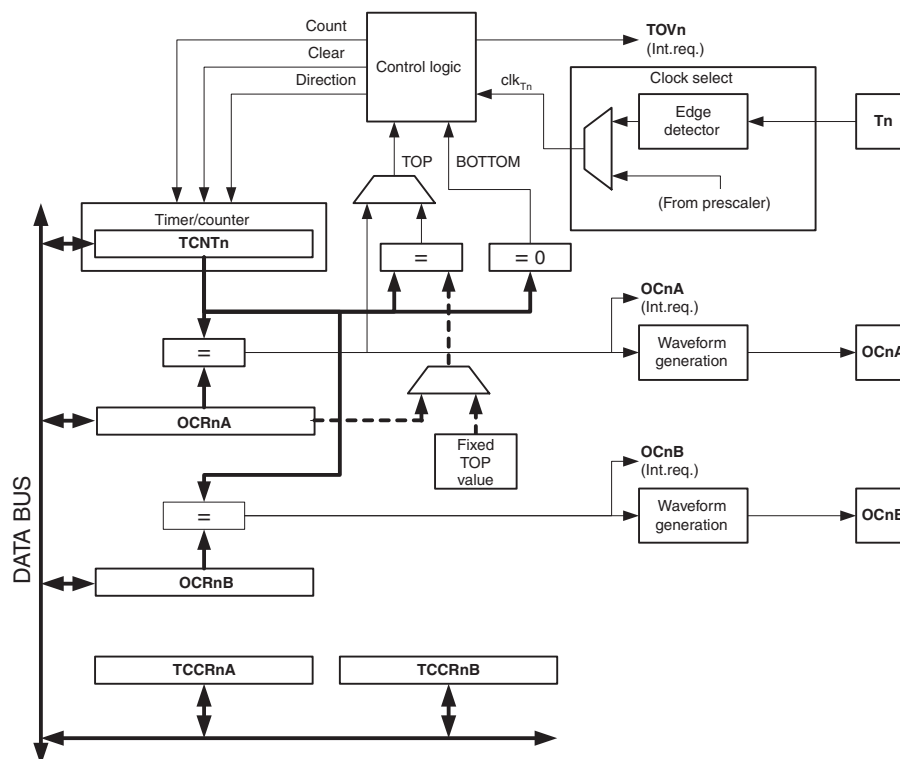 Count
Clear
Direction
Control logic
TOVn
(Int.req.)
Clock select
clkTn
Edge
detector
Tn
(From prescaler)
TOP
BOTTOM
Timer/counter
TCNTn
=
= 0
OCnA
(Int.req.)
=
Waveform
generation
OCnA
OCRnA
Fixed
TOP
value
OCnB
(Int.req.)
=
Waveform
generation
OCnB
OCRnB
DATA BUS
TCCRnA
TCCRnB